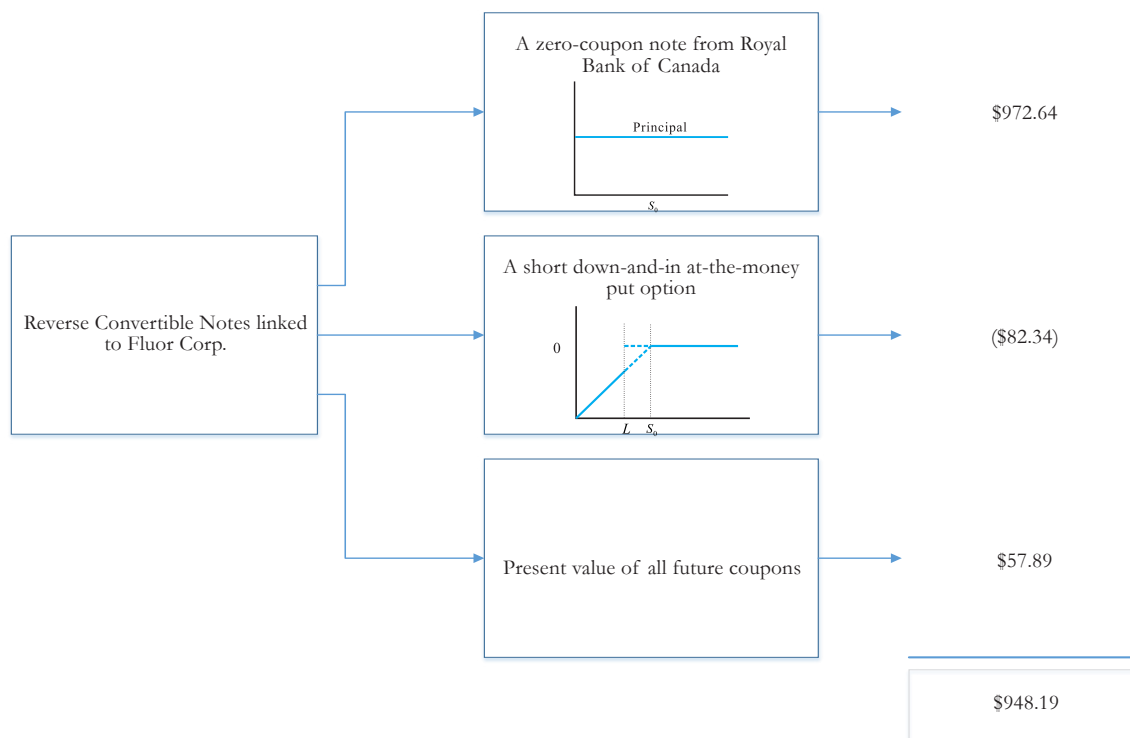 A zero-coupon note from Royal
Bank of Canada
Principal
S₀
$972.64
Reverse Convertible Notes linked
to Fluor Corp.
A short down-and-in at-the-money
put option
0
L S₀
($82.34)
Present value of all future coupons
$57.89
$948.19